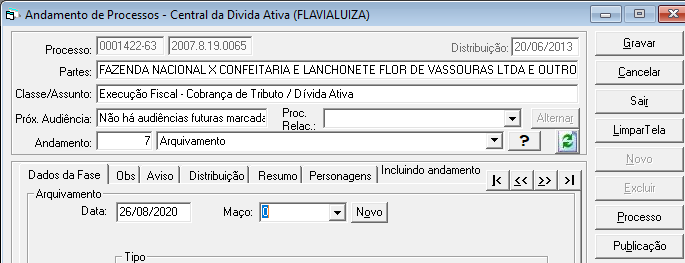 Andamento de Processos - Central da Divida Ativa (FLAVIALUIZA)
Processo: 0001422-63 2007.8.19.0065 Distribuição: 20/06/2013 Gravar
Partes: FAZENDA NACIONAL X CONFEITARIA E LANCHONETE FLOR DE VASSOURAS LTDA E OUTRO Cancelar
Classe/Assunto: Execução Fiscal - Cobrança de Tributo / Dívida Ativa Sair
Próx. Audiência: Não há audiências futuras marcada Proc. Relac.: Alternar LimparTela
Andamento: 7 Arquivamento ? Novo
Dados da Fase Obs Aviso Distribuição Resumo Personagens Incluindo andamento |< << >> >| Excluir
Arquivamento
Data: 26/08/2020 Maço: 0 Novo Processo
Publicação
Tipo